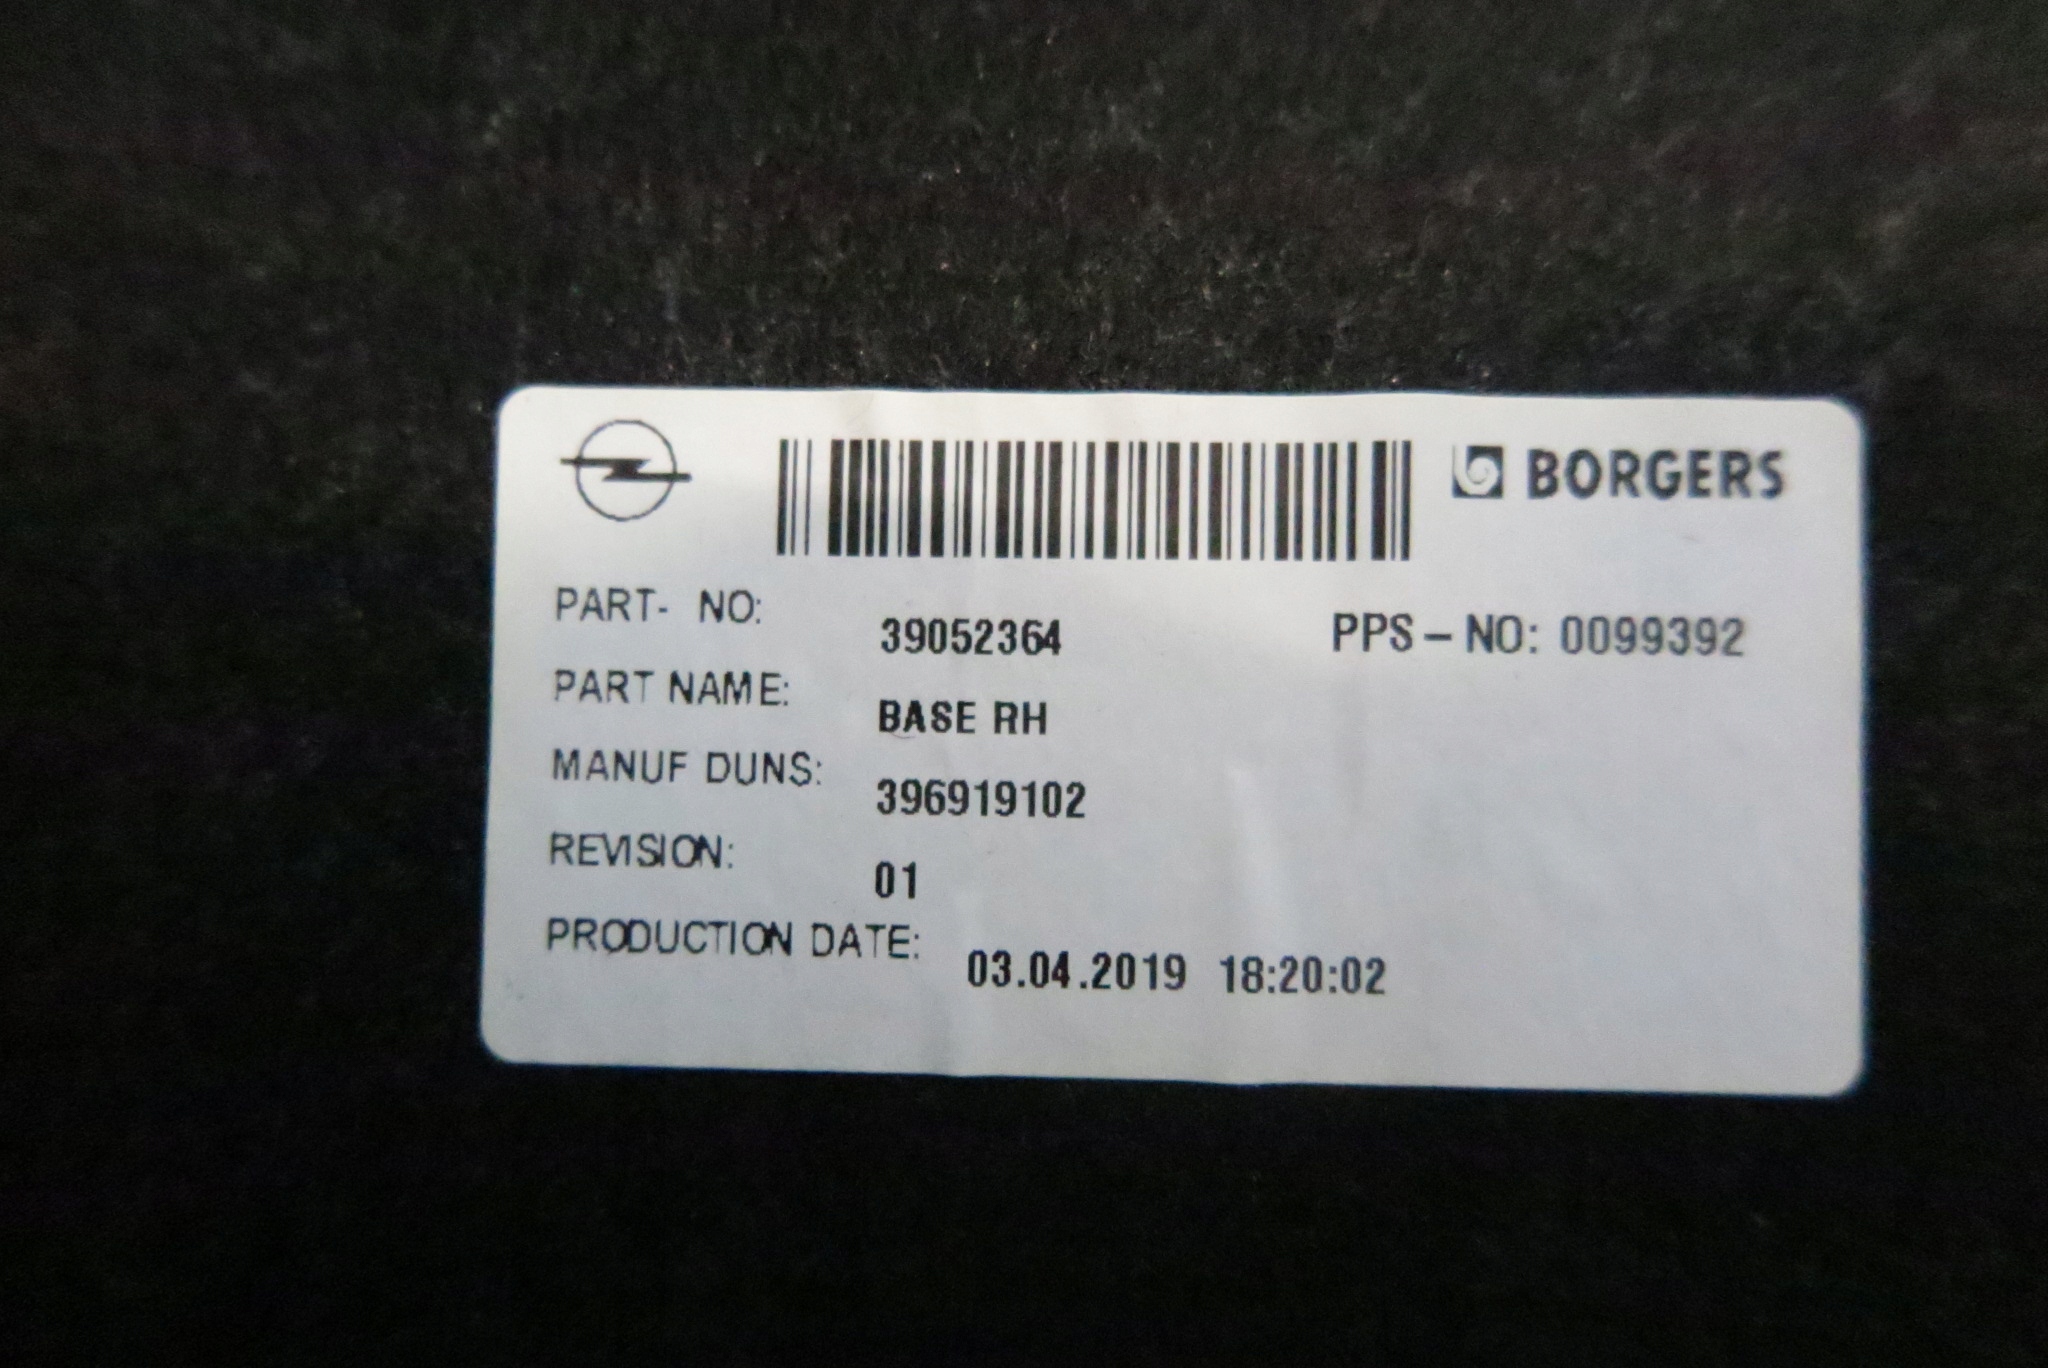 BORGERS
PART- NO: 39052364 PPS – NO: 0099392
PART NAME: BASE RH
MANUF DUNS: 396919102
REVISION: 01
PRODUCTION DATE: 03.04.2019 18:20:02